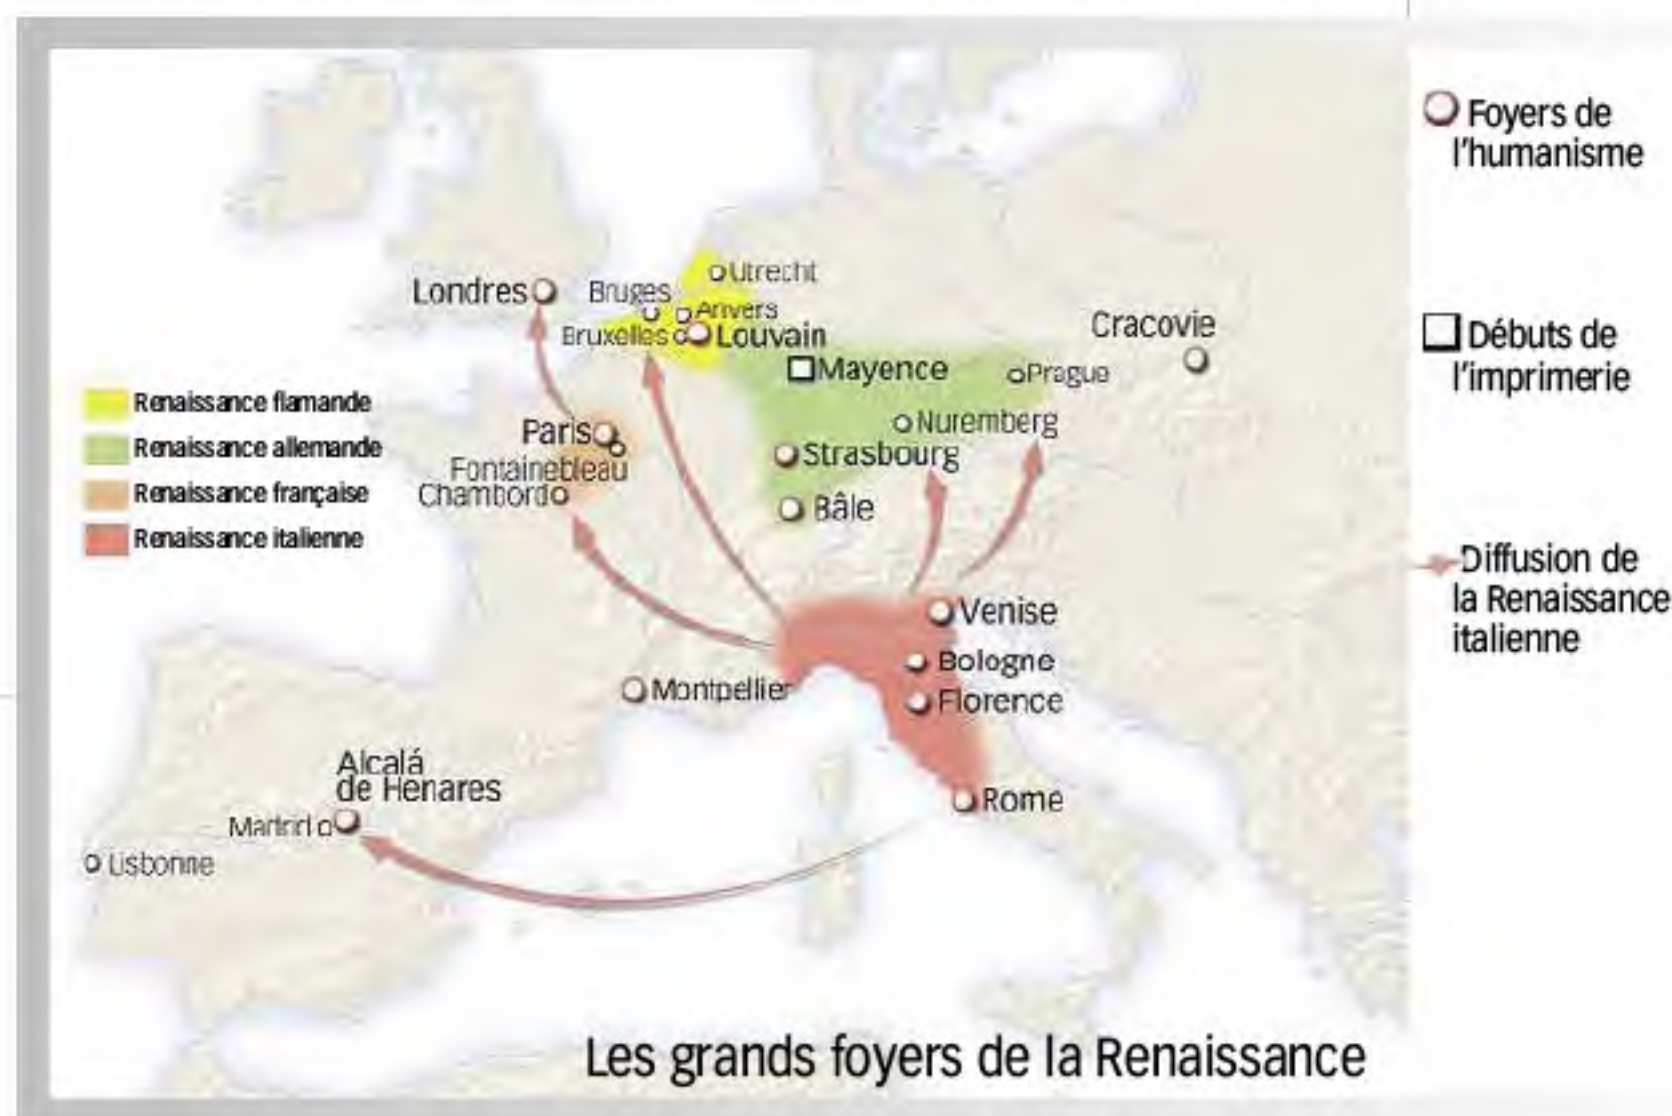 Foyers de
l'humanisme
Londres
Bruges
Utrecht
Anvers
Bruxelles
Louvain
Cracovie
Débuts de
l'imprimerie
Mayence
Prague
Renaissance flamande
Renaissance allemande
Renaissance française
Renaissance italienne
Paris
Fontainebleau
Chambord
Nuremberg
Strasbourg
Bâle
Diffusion de
la Renaissance
italienne
Venise
Bologne
Florence
Montpellier
Alcalá
de Henares
Madrid
Lisbonne
Rome
Les grands foyers de la Renaissance